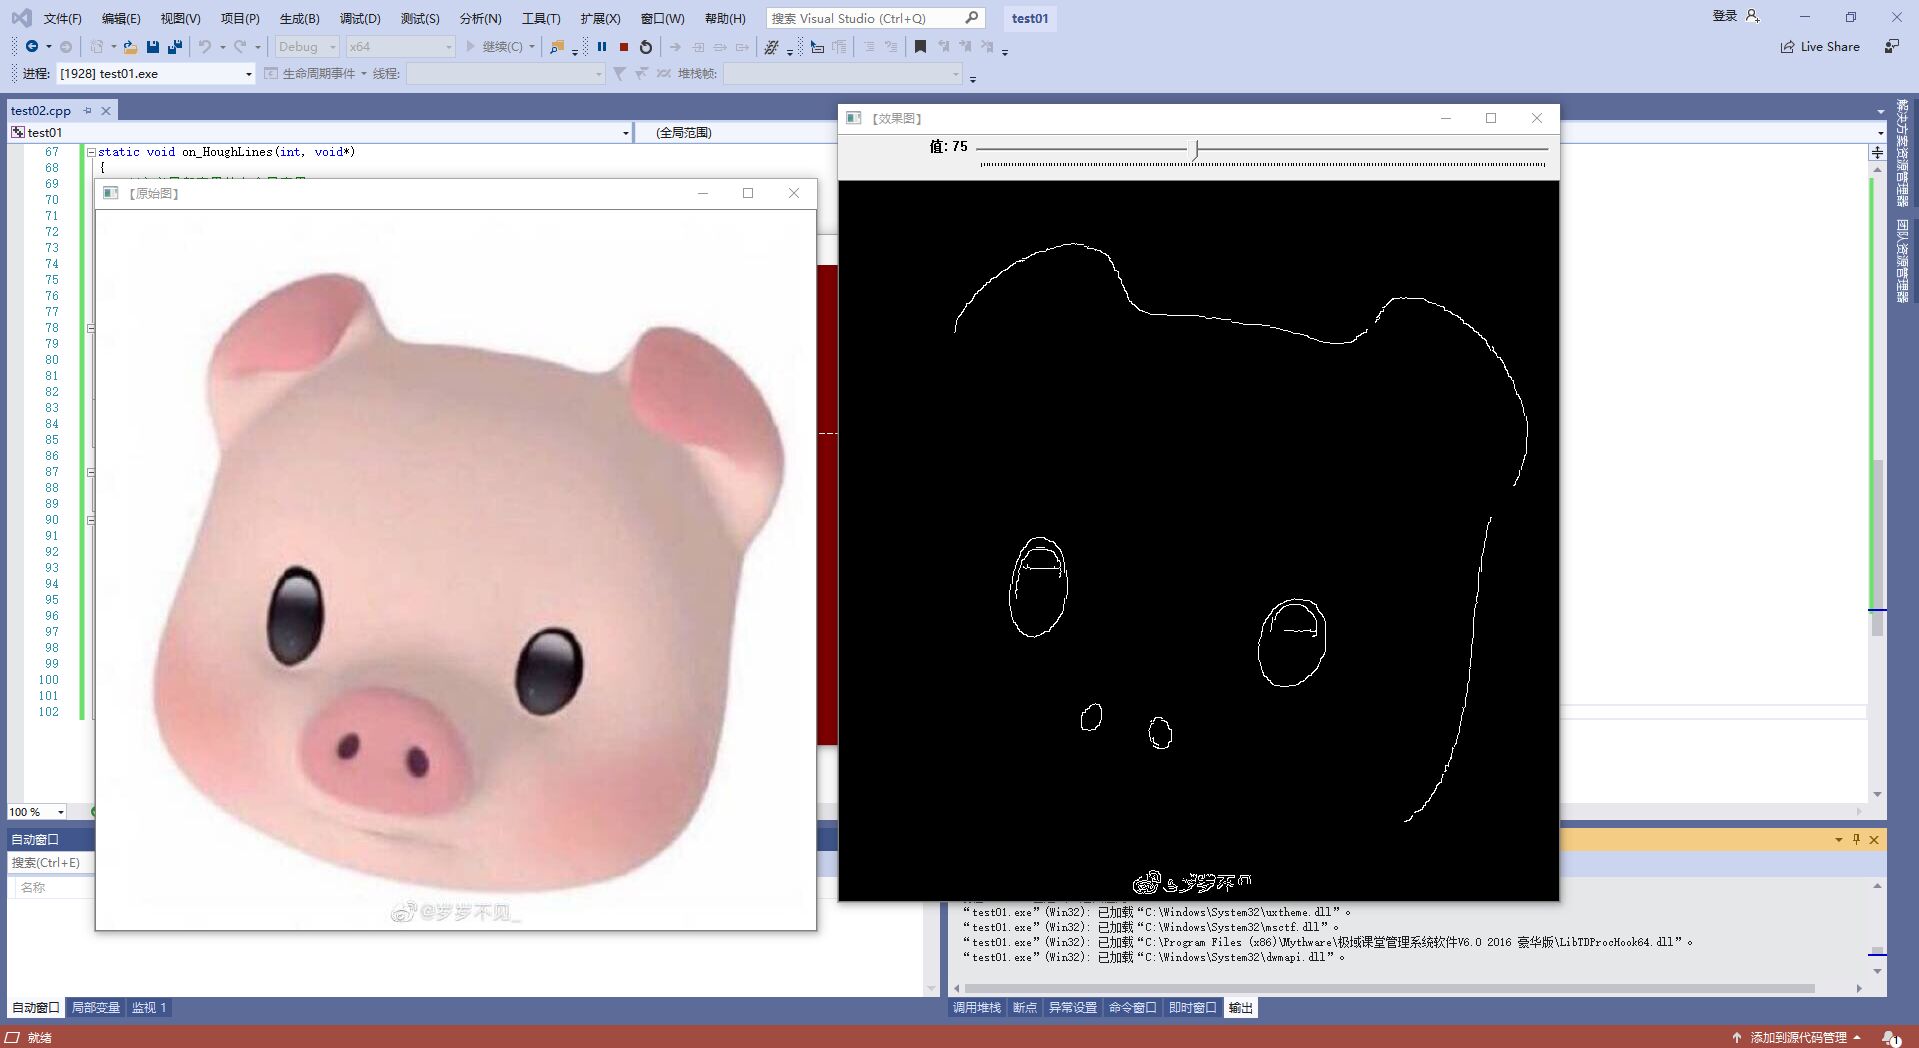 文件(F) 编辑(E) 视图(V) 项目(P) 生成(B) 调试(D) 测试(S) 分析(N) 工具(T) 扩展(X) 窗口(W) 帮助(H) 搜索 Visual Studio (Ctrl+Q) test01 登录
Debug x64 继续(C) Live Share
进程: [1928] test01.exe 生命周期事件 线程: 堆栈帧:
test02.cpp
test01 (全局范围)
67 static void on_HoughLines(int, void*)
68 {
69
70
71
72
73
74
75
76
77
78
79
80
81
82
83
84
85
86
87
88
89
90
91
92
93
94
95
96
97
98
99
100
101
102
【原始图】
@岁岁不见_
【效果图】
值: 75
解决方案资源管理器
团队资源管理器
100 %
自动窗口
搜索(Ctrl+E)
名称
“test01.exe”(Win32): 已加载“C:\Windows\System32\uxtheme.dll”。
“test01.exe”(Win32): 已加载“C:\Windows\System32\msctf.dll”。
“test01.exe”(Win32): 已加载“C:\Program Files (x86)\Mythware\极域课堂管理系统软件V6.0 2016 豪华版\LibTDProcHook64.dll”。
“test01.exe”(Win32): 已加载“C:\Windows\System32\dwmapi.dll”。
自动窗口 局部变量 监视 1
调用堆栈 断点 异常设置 命令窗口 即时窗口 输出
就绪 添加到源代码管理 1